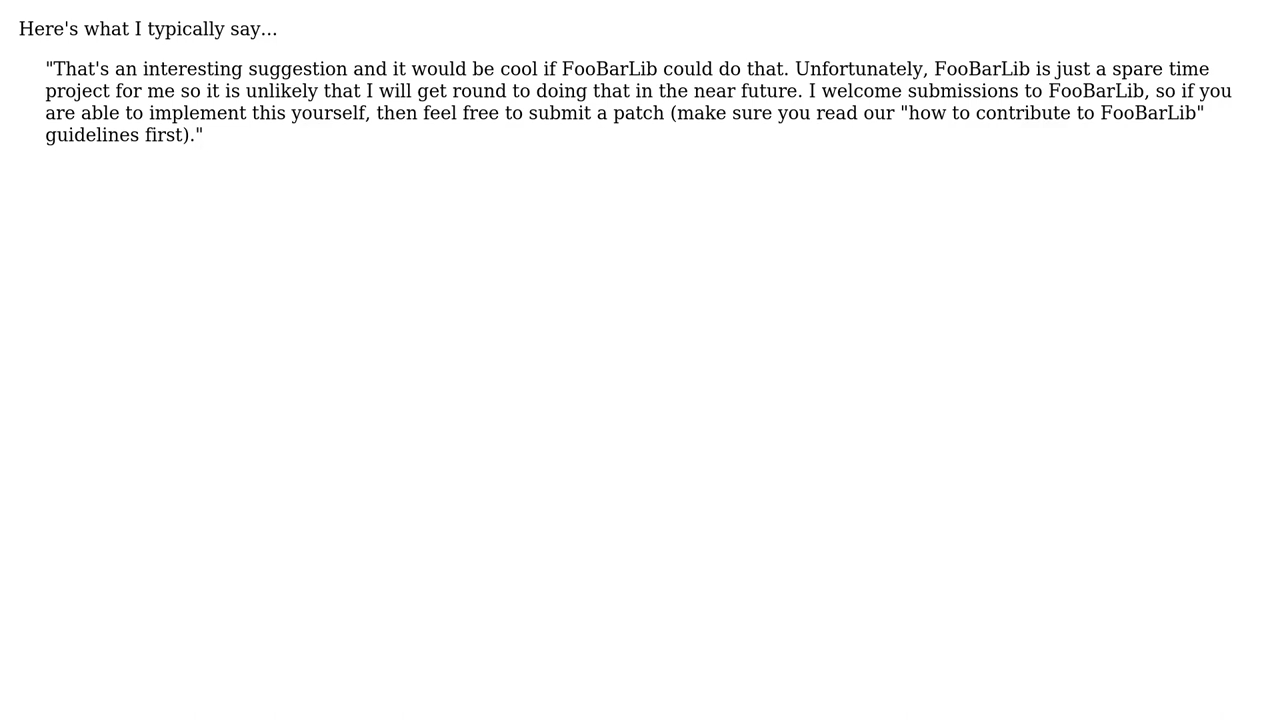 Here's what I typically say...
"That's an interesting suggestion and it would be cool if FooBarLib could do that. Unfortunately, FooBarLib is just a spare time
project for me so it is unlikely that I will get round to doing that in the near future. I welcome submissions to FooBarLib, so if you
are able to implement this yourself, then feel free to submit a patch (make sure you read our "how to contribute to FooBarLib"
guidelines first)."